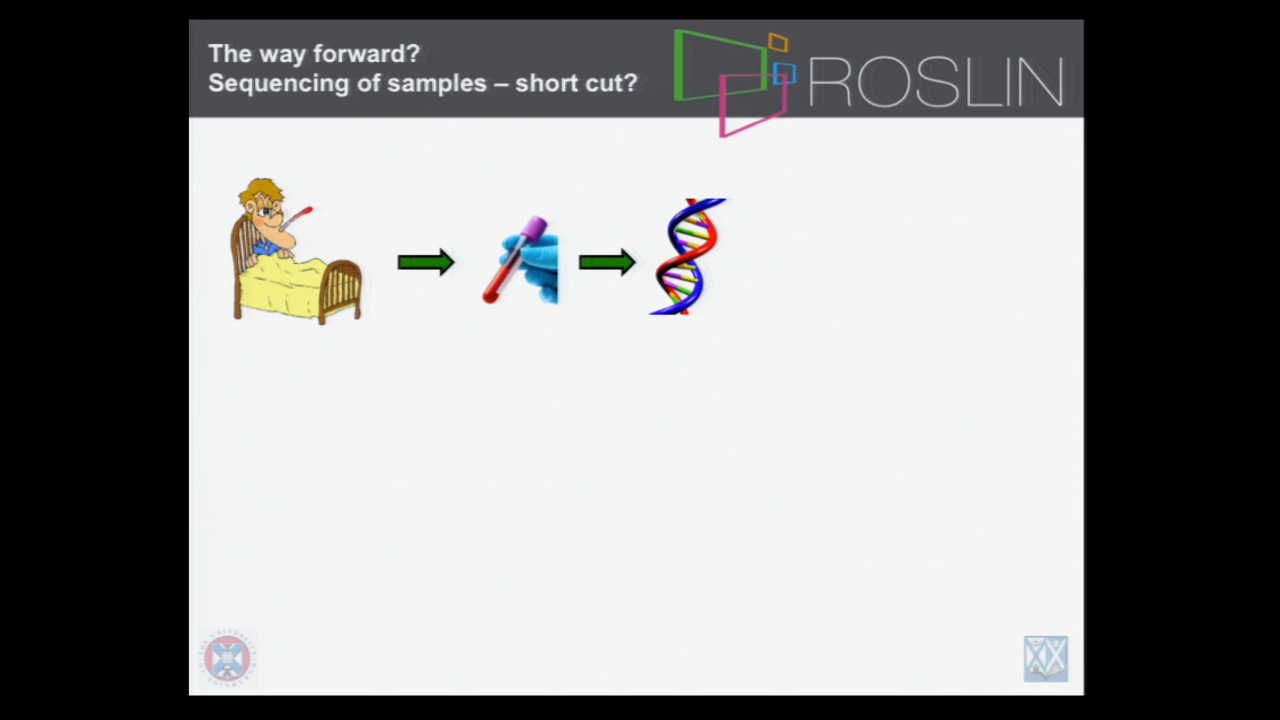 The way forward?
Sequencing of samples – short cut?
ROSLIN